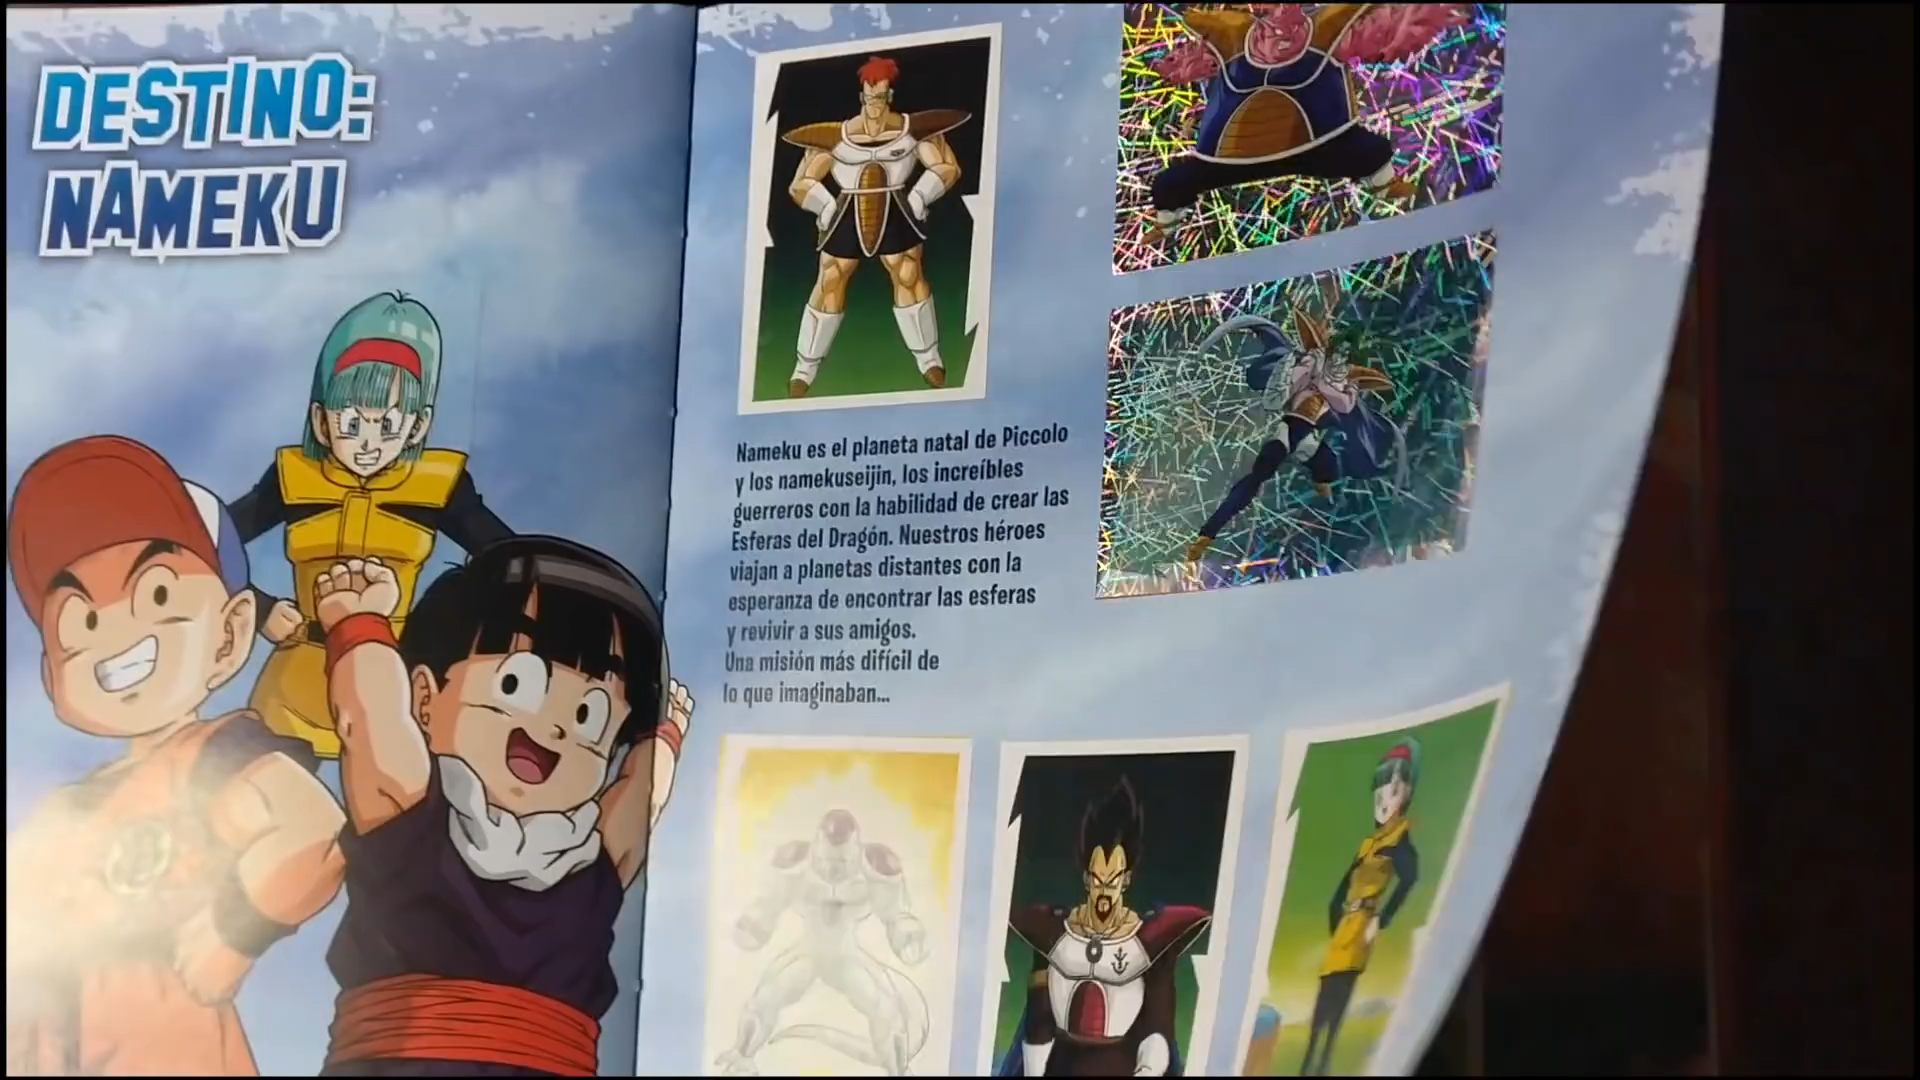 DESTINO:
NAMEKU
Nameku es el planeta natal de Piccolo
y los namekuseijin, los increíbles
guerreros con la habilidad de crear las
Esferas del Dragón. Nuestros héroes
viajan a planetas distantes con la
esperanza de encontrar las esferas
y revivir a sus amigos.
Una misión más difícil de
lo que imaginaban...